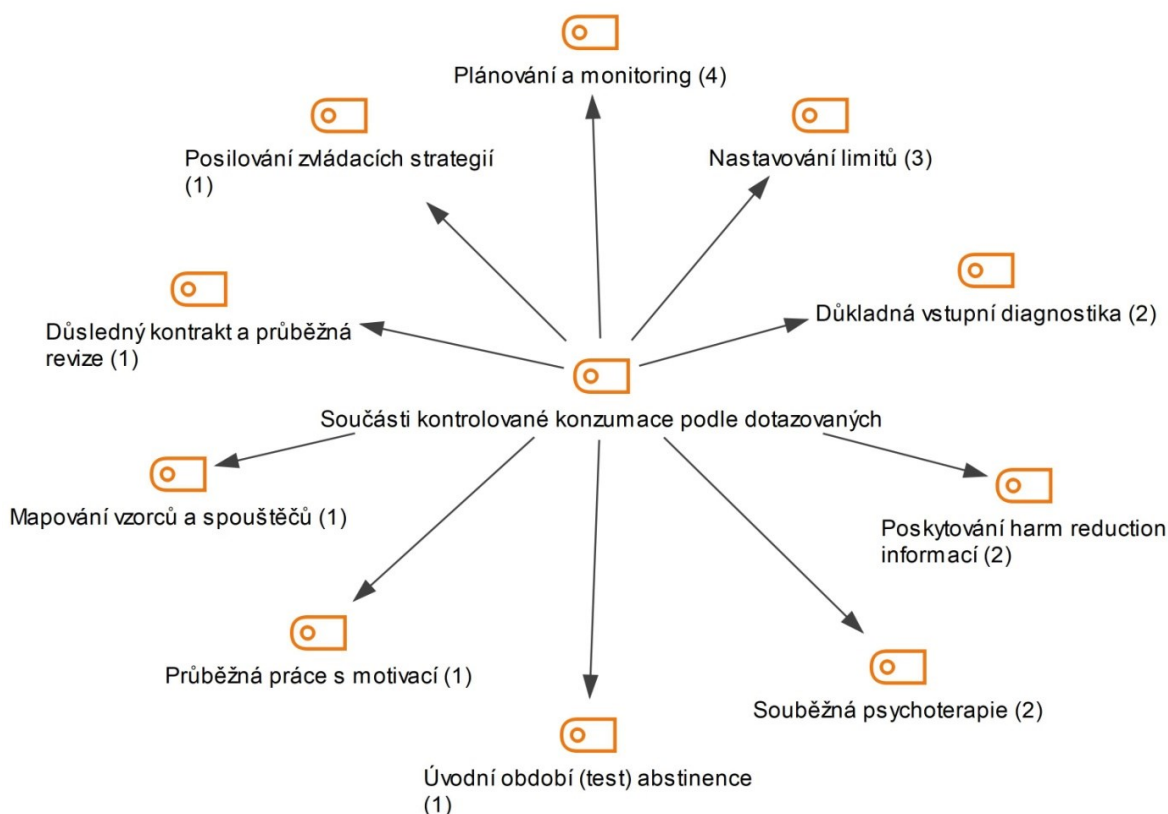 Plánování a monitoring (4)
Posilování zvládacích strategií
(1)
Nastavování limitů (3)
Důsledný kontrakt a průběžná
revize (1)
Důkladná vstupní diagnostika (2)
Součásti kontrolované konzumace podle dotazovaných
Mapování vzorců a spouštěčů (1)
Poskytování harm reduction
informací (2)
Průběžná práce s motivací (1)
Souběžná psychoterapie (2)
Úvodní období (test) abstinence
(1)